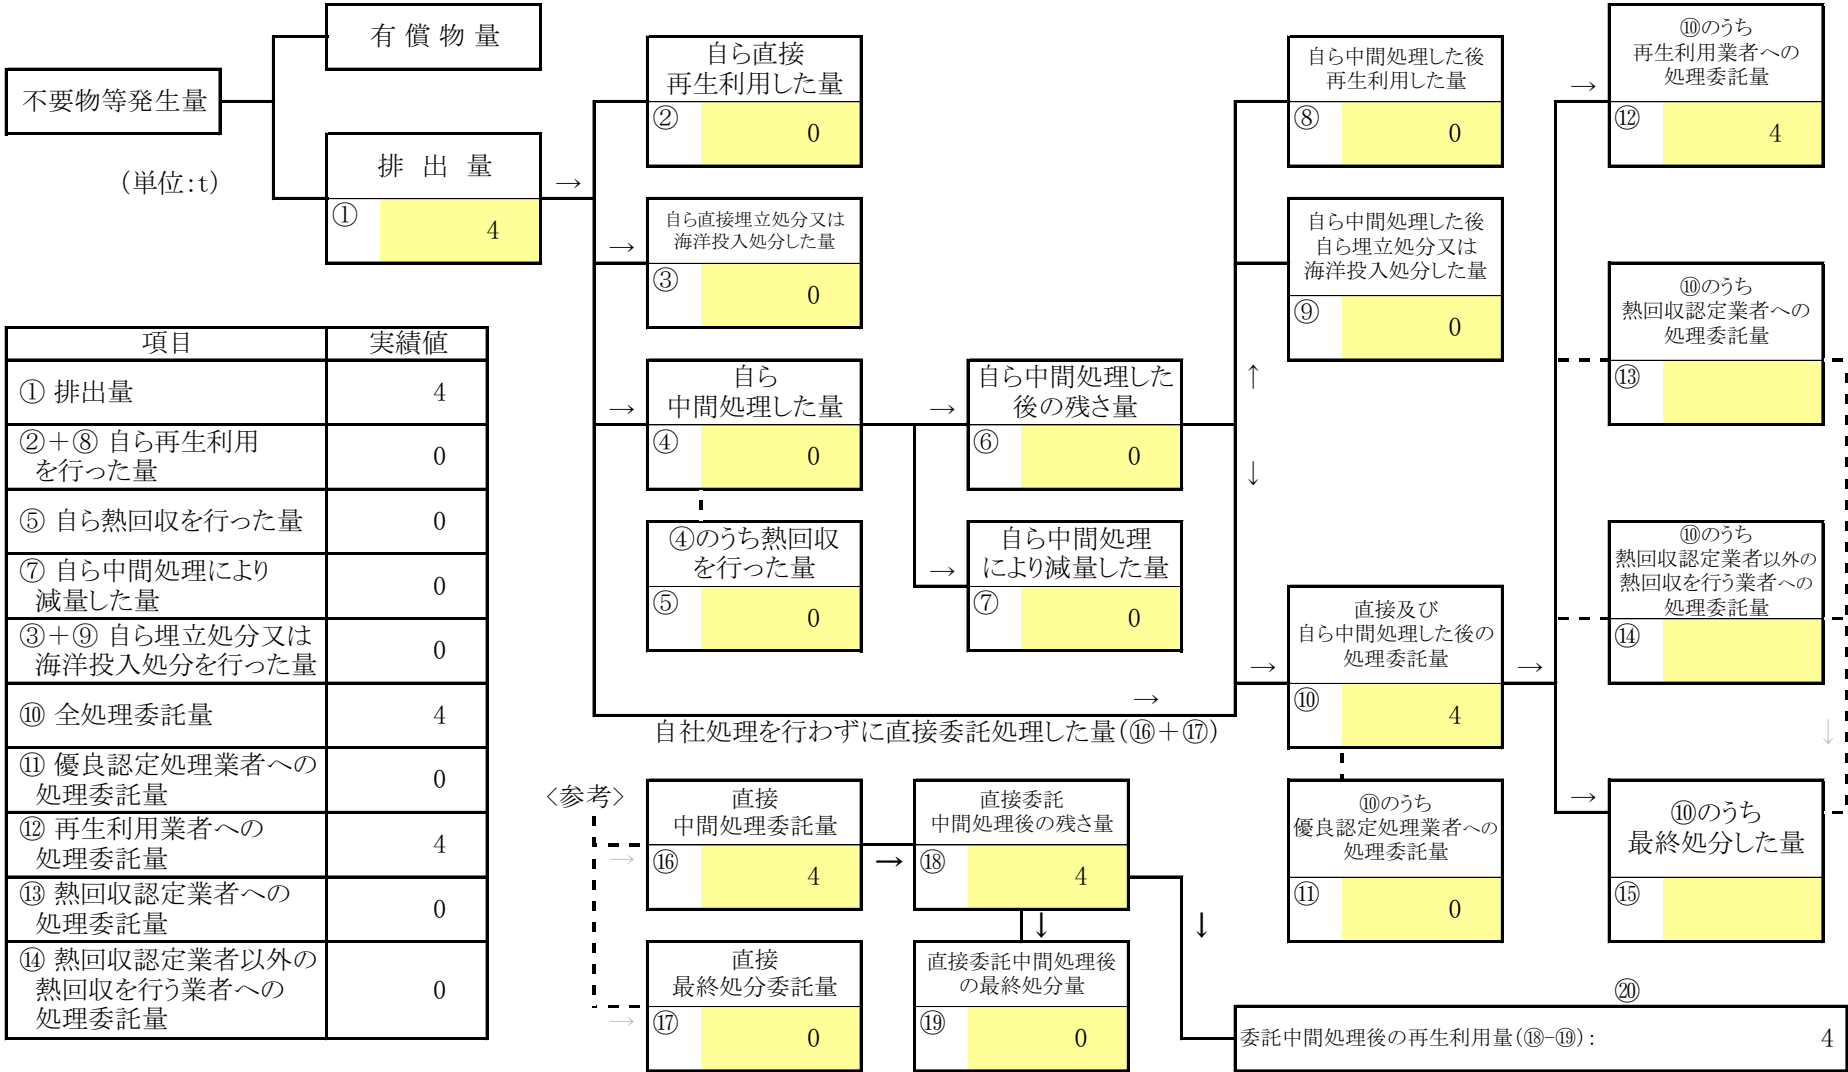 有償物量
不要物等発生量
(単位:t)
排出量
→
①
4
自ら直接
再生利用した量
②
0
→
自ら直接埋立処分又は
海洋投入処分した量
③
0
→
自ら
中間処理した量
④
0
④のうち熱回収
を行った量
⑤
0
→
自ら中間処理した
後の残さ量
⑥
0
→
自ら中間処理
により減量した量
⑦
0
↑
↓
自ら中間処理した後
再生利用した量
⑧
0
自ら中間処理した後
自ら埋立処分又は
海洋投入処分した量
⑨
0
→
自社処理を行わずに直接委託処理した量(⑯+⑰)
→
直接及び
自ら中間処理した後の
処理委託量
⑩
4
→
⑩のうち
優良認定処理業者への
処理委託量
⑪
0
→
⑩のうち
再生利用業者への
処理委託量
⑫
4
⑩のうち
熱回収認定業者への
処理委託量
⑬
⑩のうち
熱回収認定業者以外の
熱回収を行う業者への
処理委託量
⑭
↓
→
⑩のうち
最終処分した量
⑮
項目 実績値
① 排出量 4
②+⑧ 自ら再生利用
を行った量 0
⑤ 自ら熱回収を行った量 0
⑦ 自ら中間処理により
減量した量 0
③+⑨ 自ら埋立処分又は
海洋投入処分を行った量 0
⑩ 全処理委託量 4
⑪ 優良認定処理業者への
処理委託量 0
⑫ 再生利用業者への
処理委託量 4
⑬ 熱回収認定業者への
処理委託量 0
⑭ 熱回収認定業者以外の
熱回収を行う業者への
処理委託量 0
<参考>
→
直接
中間処理委託量
⑯
4
→
直接
最終処分委託量
⑰
0
→
直接委託
中間処理後の残さ量
⑱
4
↓
直接委託中間処理後
の最終処分量
⑲
0
↓
⑳
委託中間処理後の再生利用量(⑱-⑲): 4